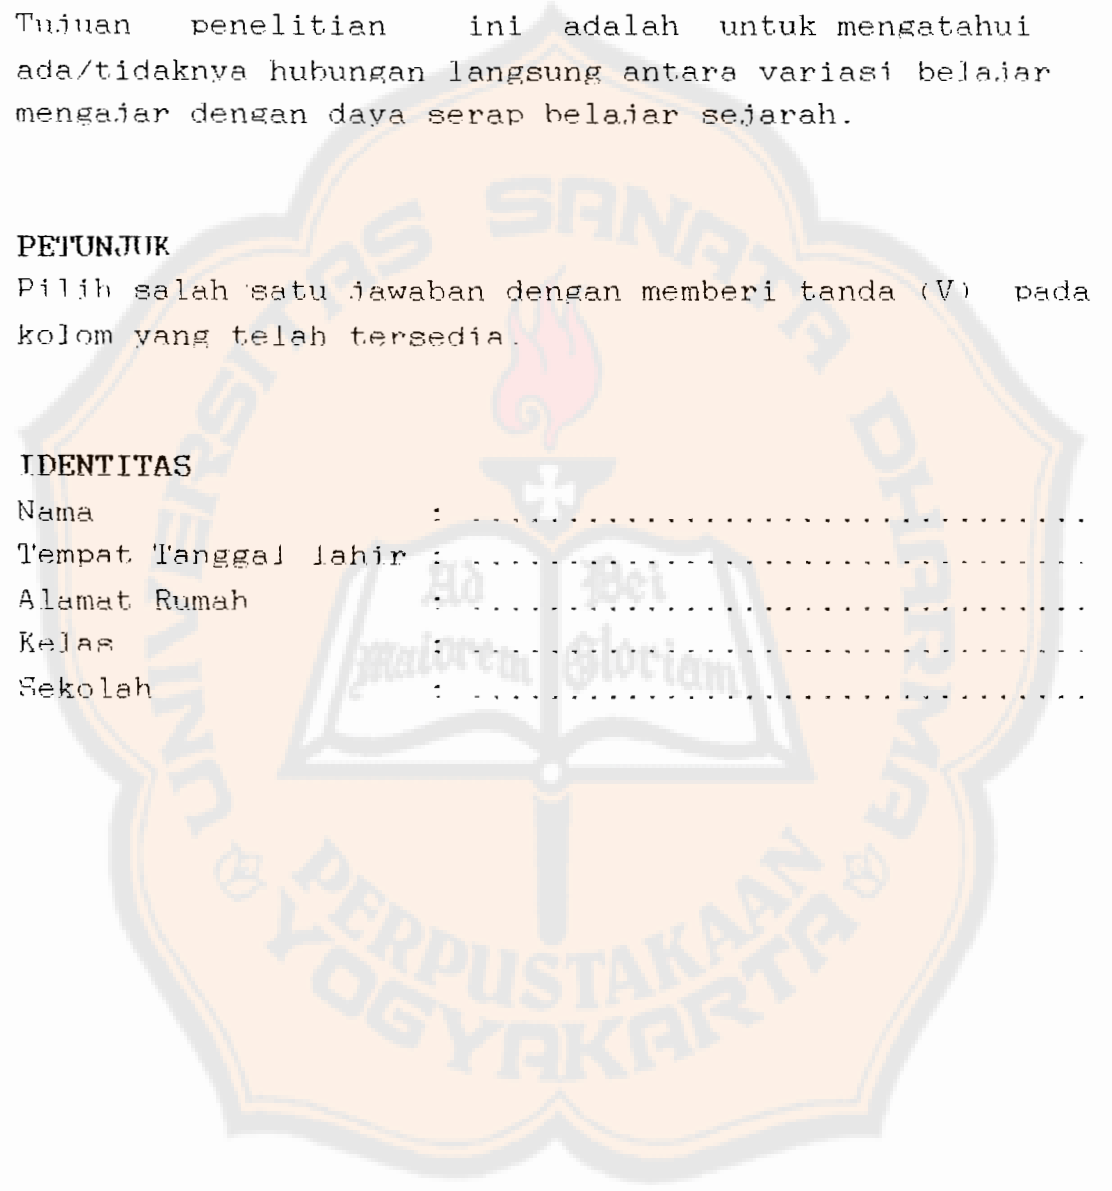 Tujuan penelitian ini adalah untuk mengatahui
ada/tidaknya hubungan langsung antara variasi belajar
mengajar dengan daya serap belajar sejarah.
PETUNJUK
Pilih salah satu jawaban dengan memberi tanda (V) pada
kolom yang telah tersedia.
IDENTITAS
Nama : ................................
Tempat Tanggal lahir : ................................
Alamat Rumah : ................................
Kelas : ................................
Sekolah : ................................
UNIVERSITAS SANATA DHARMA
Ad Dei
Maiorem Gloriam
PERPUSTAKAAN
YOGYAKARTA